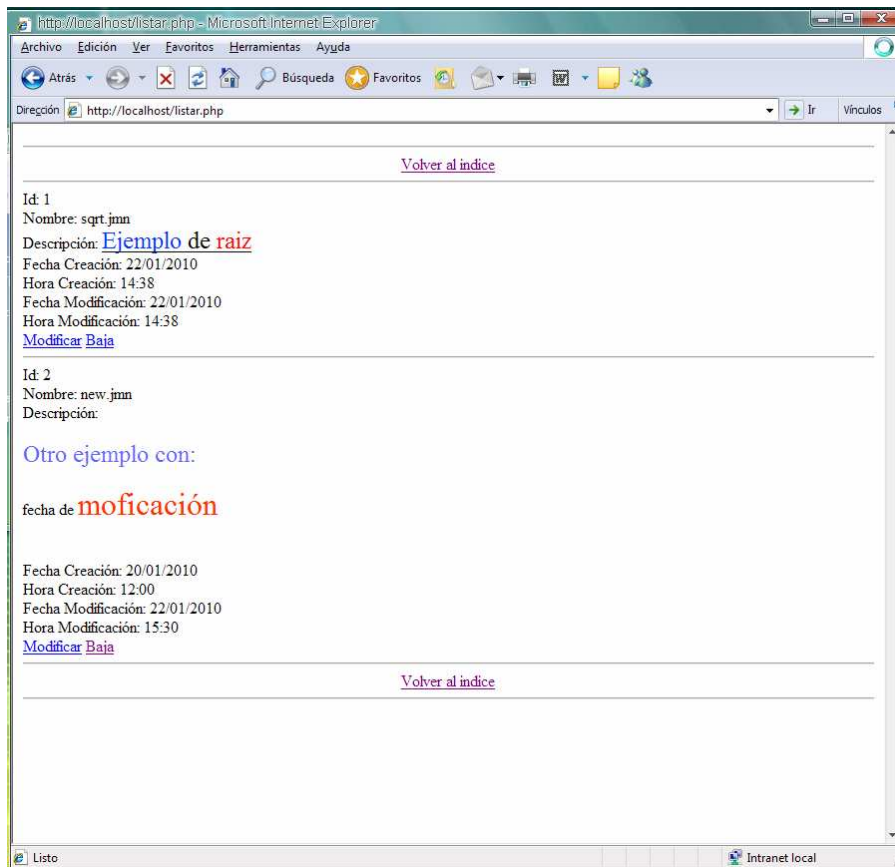 http://localhost/listar.php - Microsoft Internet Explorer
Archivo Edición Ver Favoritos Herramientas Ayuda
Atrás Búsqueda Favoritos
Dirección http://localhost/listar.php Ir Vínculos
Volver al indice
Id: 1
Nombre: sqrt.jmn
Descripción: Ejemplo de raiz
Fecha Creación: 22/01/2010
Hora Creación: 14:38
Fecha Modificación: 22/01/2010
Hora Modificación: 14:38
Modificar Baja
Id: 2
Nombre: new.jmn
Descripción:
Otro ejemplo con:
fecha de moficación
Fecha Creación: 20/01/2010
Hora Creación: 12:00
Fecha Modificación: 22/01/2010
Hora Modificación: 15:30
Modificar Baja
Volver al indice
Listo Intranet local